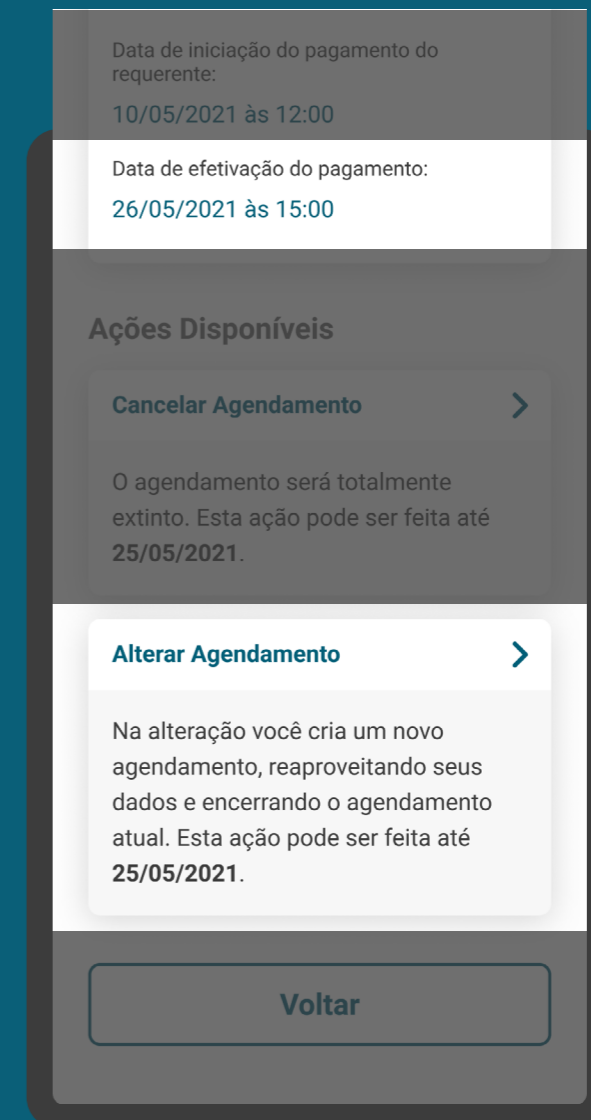 Data de iniciação do pagamento do
requerente:
10/05/2021 às 12:00
Data de efetivação do pagamento:
26/05/2021 às 15:00
Ações Disponíveis
Cancelar Agendamento
O agendamento será totalmente
extinto. Esta ação pode ser feita até
25/05/2021.
Alterar Agendamento
Na alteração você cria um novo
agendamento, reaproveitando seus
dados e encerrando o agendamento
atual. Esta ação pode ser feita até
25/05/2021.
Voltar